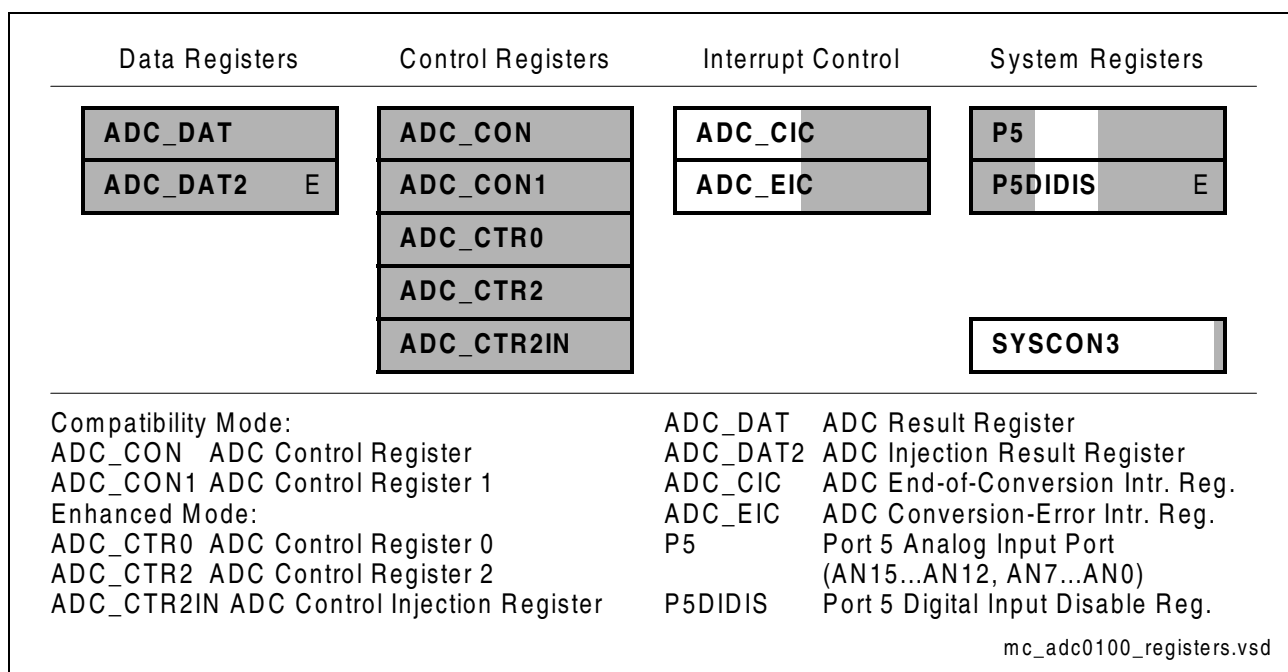 Data Registers Control Registers Interrupt Control System Registers
ADC_DAT ADC_CON ADC_CIC P5
ADC_DAT2 E ADC_CON1 ADC_EIC P5DIDIS E
ADC_CTR0
ADC_CTR2
ADC_CTR2IN SYSCON3
Compatibility Mode:
ADC_CON ADC Control Register
ADC_CON1 ADC Control Register 1
Enhanced Mode:
ADC_CTR0 ADC Control Register 0
ADC_CTR2 ADC Control Register 2
ADC_CTR2IN ADC Control Injection Register
ADC_DAT ADC Result Register
ADC_DAT2 ADC Injection Result Register
ADC_CIC ADC End-of-Conversion Intr. Reg.
ADC_EIC ADC Conversion-Error Intr. Reg.
P5 Port 5 Analog Input Port
(AN15...AN12, AN7...AN0)
P5DIDIS Port 5 Digital Input Disable Reg.
mc_adc0100_registers.vsd